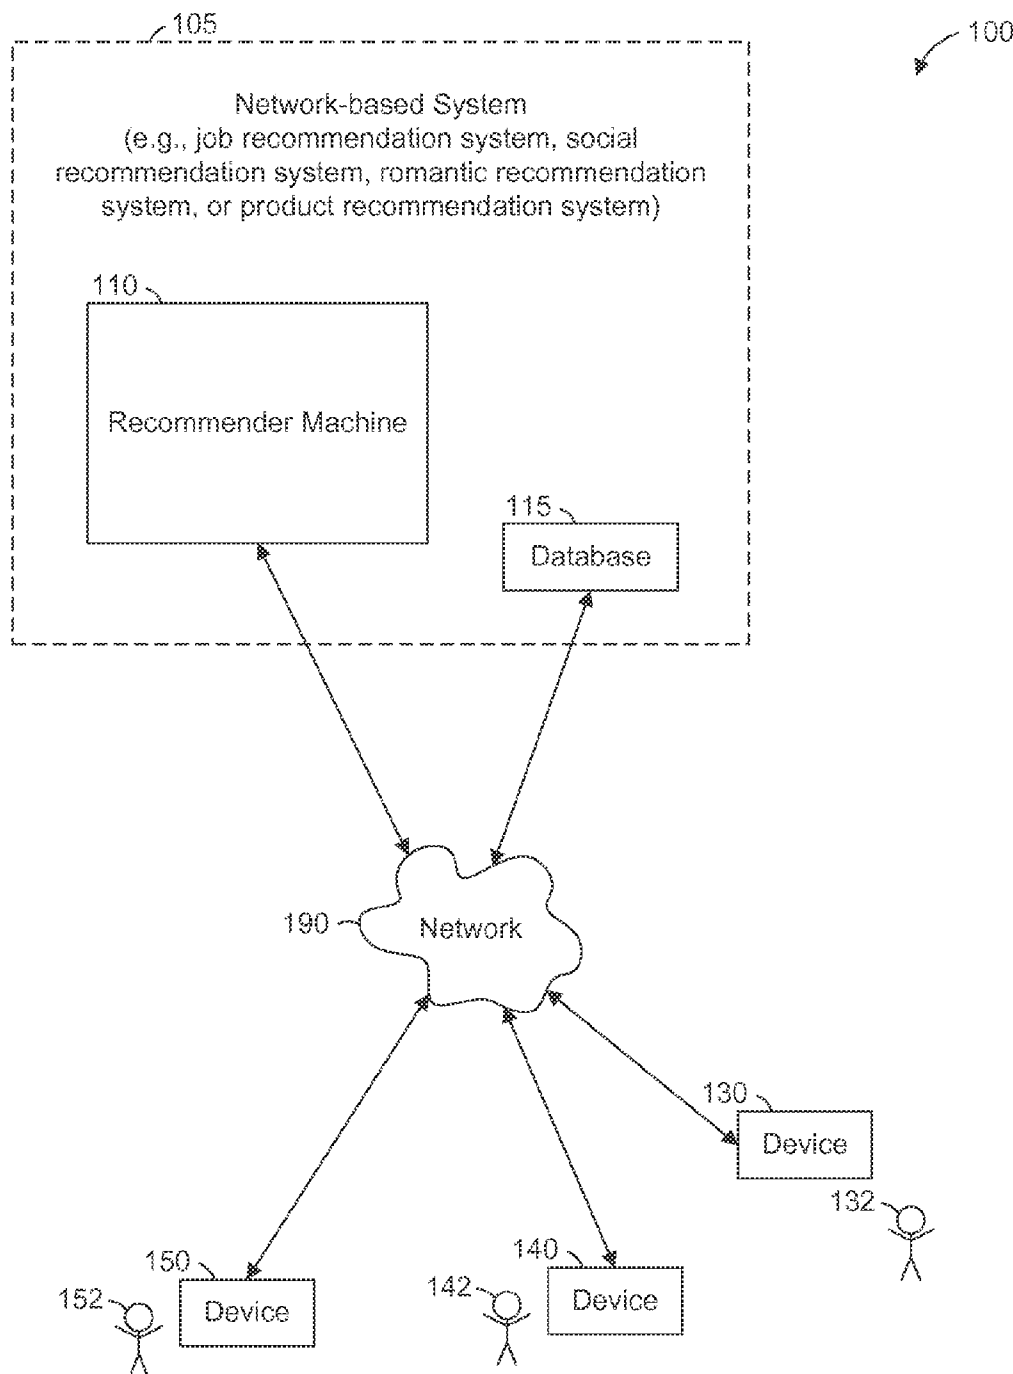 105
100
Network-based System
(e.g., job recommendation system, social
recommendation system, romantic recommendation
system, or product recommendation system)
110
Recommender Machine
115
Database
190
Network
130
Device
132
150
Device
152
140
Device
142